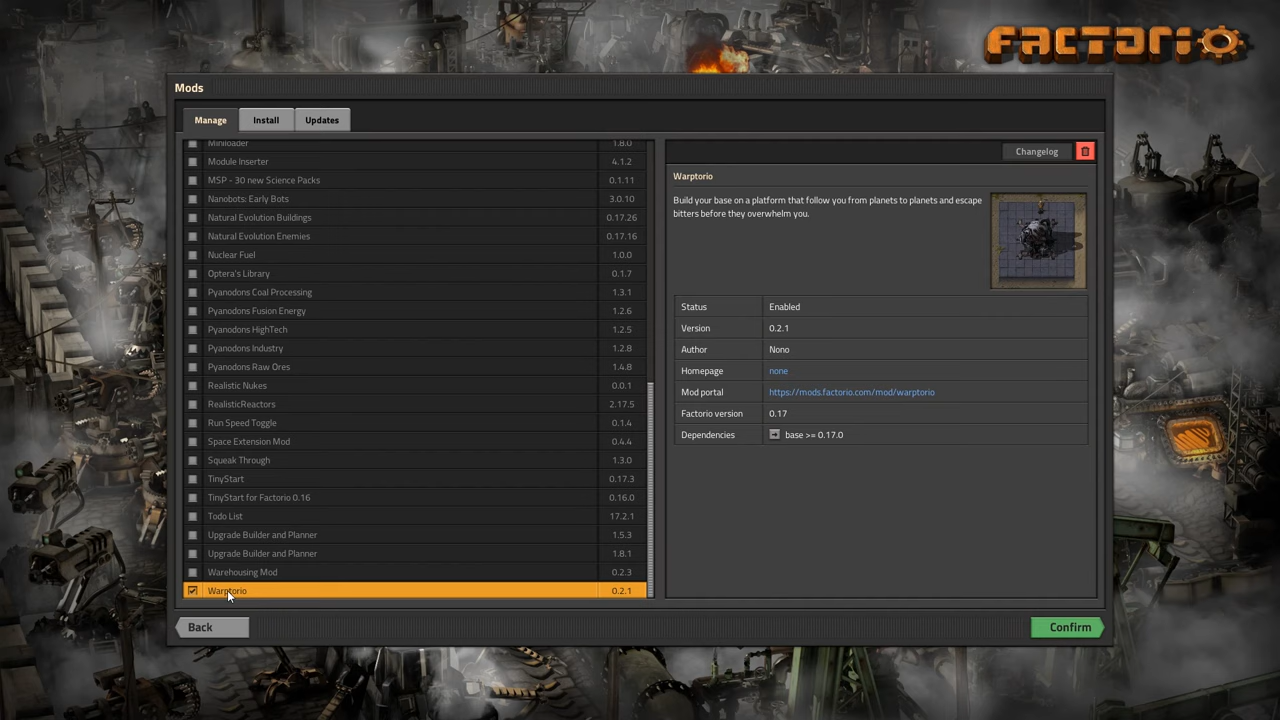 FACTORIO
Mods
Manage Install Updates
Miniloader 1.8.0
Module Inserter 4.1.2
MSP - 30 new Science Packs 0.1.11
Nanobots: Early Bots 3.0.10
Natural Evolution Buildings 0.17.26
Natural Evolution Enemies 0.17.16
Nuclear Fuel 1.0.0
Optera's Library 0.1.7
Pyanodons Coal Processing 1.3.1
Pyanodons Fusion Energy 1.2.6
Pyanodons HighTech 1.2.5
Pyanodons Industry 1.2.8
Pyanodons Raw Ores 1.4.8
Realistic Nukes 0.0.1
RealisticReactors 2.17.5
Run Speed Toggle 0.1.4
Space Extension Mod 0.4.4
Squeak Through 1.3.0
TinyStart 0.17.3
TinyStart for Factorio 0.16 0.16.0
Todo List 17.2.1
Upgrade Builder and Planner 1.5.3
Upgrade Builder and Planner 1.8.1
Warehousing Mod 0.2.3
Warptorio 0.2.1
Changelog
Warptorio
Build your base on a platform that follow you from planets to planets and escape
bitters before they overwhelm you.
Status Enabled
Version 0.2.1
Author Nono
Homepage none
Mod portal https://mods.factorio.com/mod/warptorio
Factorio version 0.17
Dependencies base >= 0.17.0
Back Confirm